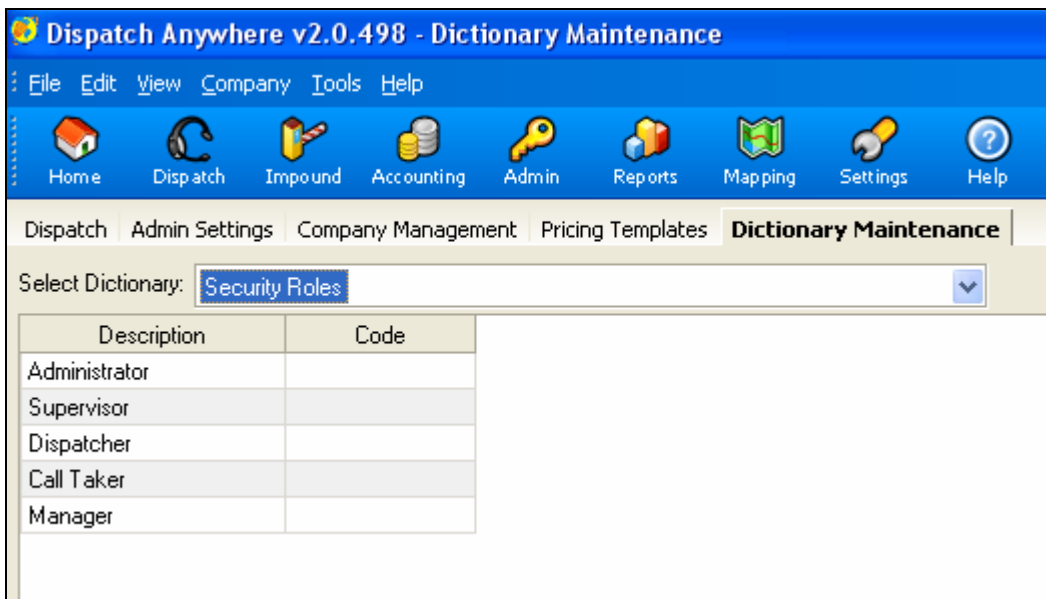 Dispatch Anywhere v2.0.498 - Dictionary Maintenance
File Edit View Company Tools Help
Home Dispatch Impound Accounting Admin Reports Mapping Settings Help
Dispatch Admin Settings Company Management Pricing Templates Dictionary Maintenance
Select Dictionary: Security Roles
Description Code
Administrator
Supervisor
Dispatcher
Call Taker
Manager